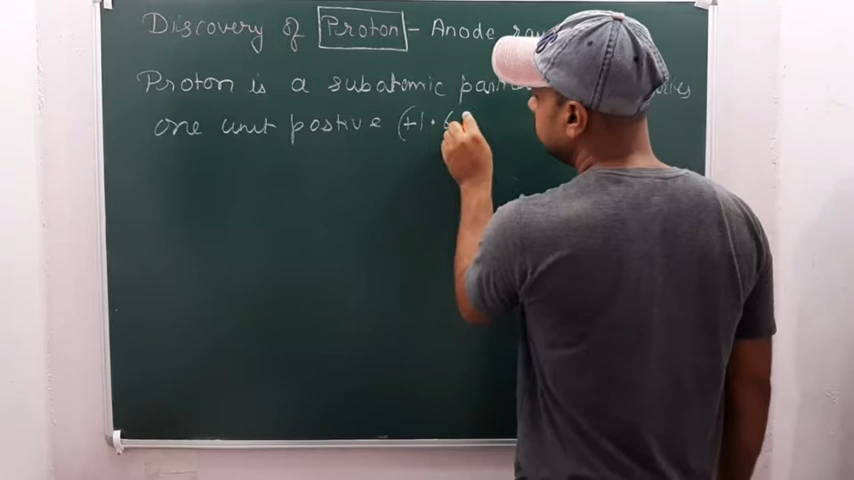 Discovery of Proton - Anode
Proton is a subatomic
one unit postive (+1.6